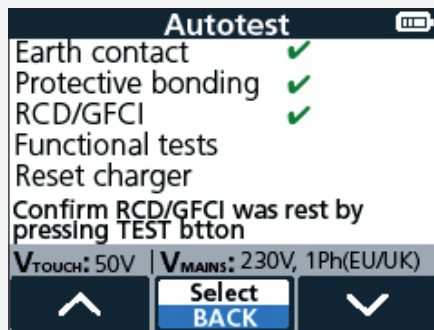 Autotest
Earth contact ✔
Protective bonding ✔
RCD/GFCI ✔
Functional tests
Reset charger
Confirm RCD/GFCI was rest by
pressing TEST btton
VTOUCH: 50V | VMAINS: 230V, 1Ph(EU/UK)
Select
BACK